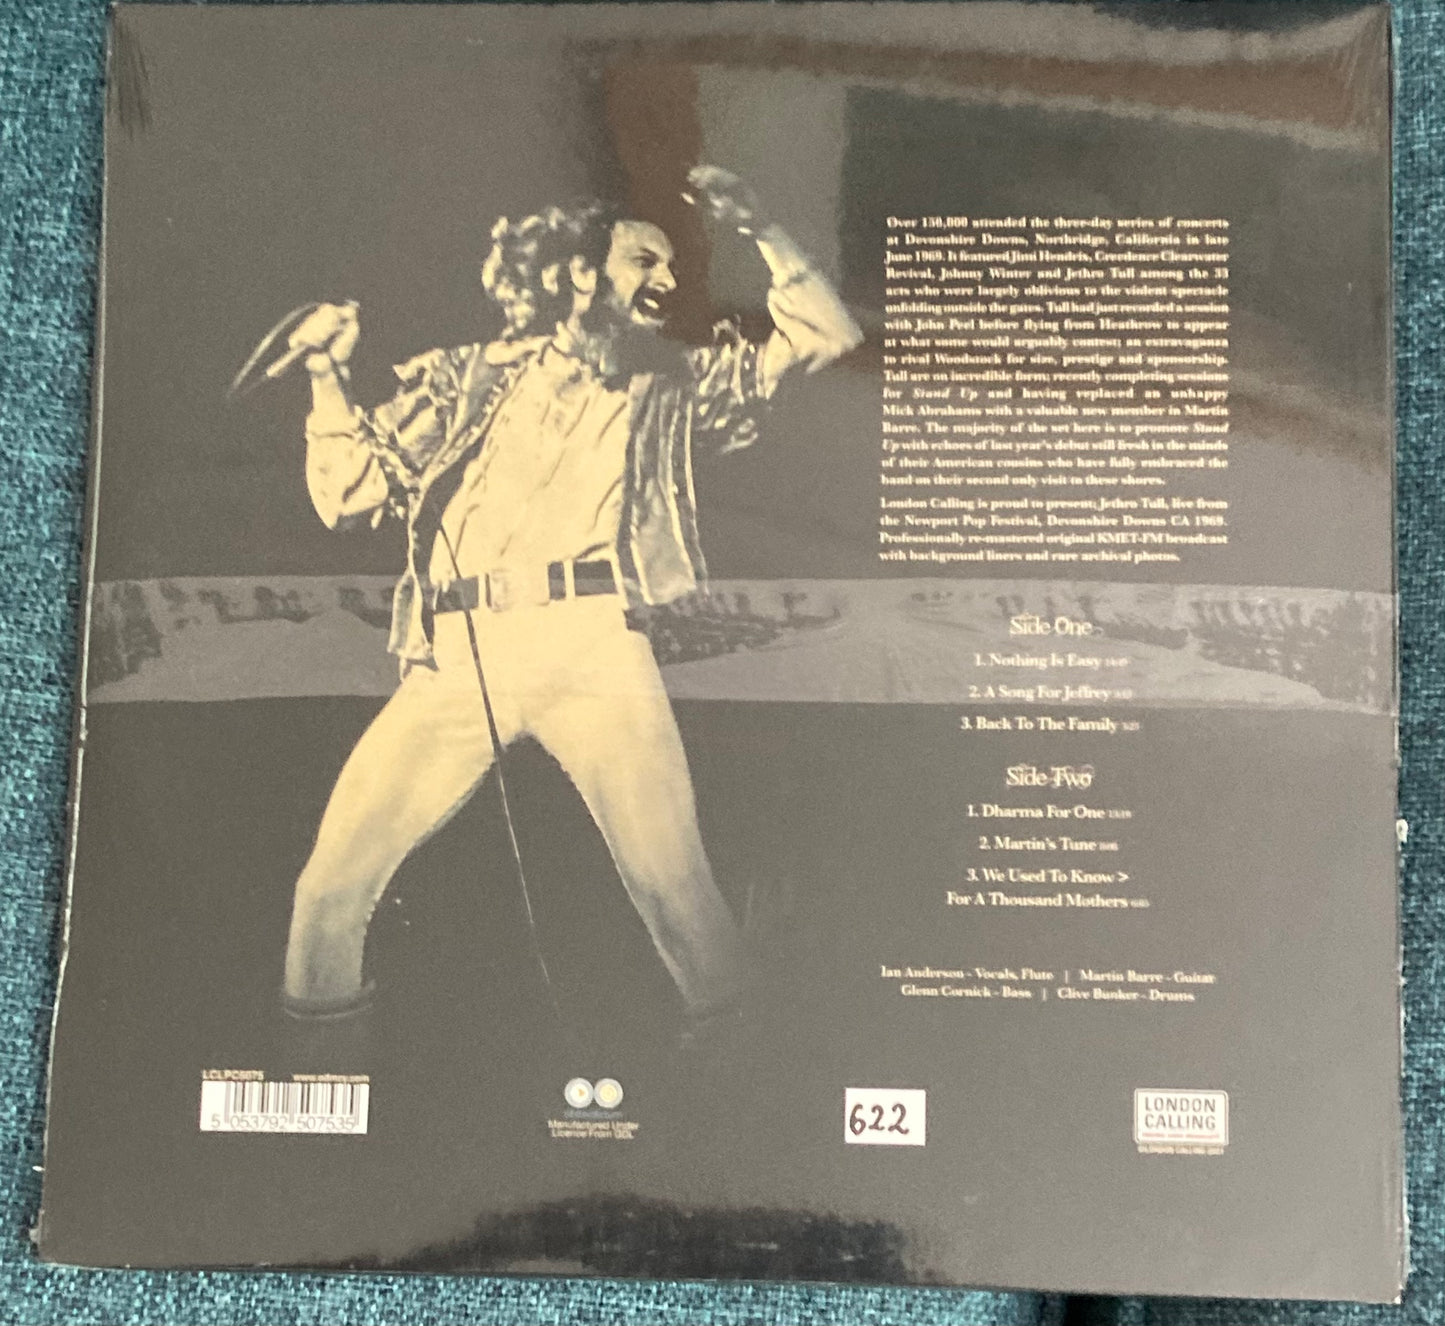 Over 150,000 attended the three-day series of concerts
at Devonshire Downs, Northridge, California in late
June 1969. It featured Jimi Hendrix, Creedence Clearwater
Revival, Johnny Winter and Jethro Tull among the 33
acts who were largely oblivious to the violent spectacle
unfolding outside the gates. Tull had just recorded a session
with John Peel before flying from Heathrow to appear
at what some would arguably contest; an extravaganza
to rival Woodstock for size, prestige and sponsorship.
Tull are on incredible form; recently completing sessions
for Stand Up and having replaced an unhappy
Mick Abrahams with a valuable new member in Martin
Barre. The majority of the set here is to promote Stand
Up with echoes of last year's debut still fresh in the minds
of their American cousins who have fully embraced the
band on their second only visit to these shores.
London Calling is proud to present; Jethro Tull, live from
the Newport Pop Festival, Devonshire Downs CA 1969.
Professionally re-mastered original KMET-FM broadcast
with background liners and rare archival photos.
Side One
1. Nothing Is Easy
2. A Song For Jeffrey
3. Back To The Family
Side Two
1. Dharma For One
2. Martin's Tune
3. We Used To Know >
For A Thousand Mothers
Ian Anderson - Vocals, Flute | Martin Barre - Guitar
Glenn Cornick - Bass | Clive Bunker - Drums
LCLPC5075
5 053792 507535
Manufactured Under
Licence From GDL
622
LONDON
CALLING